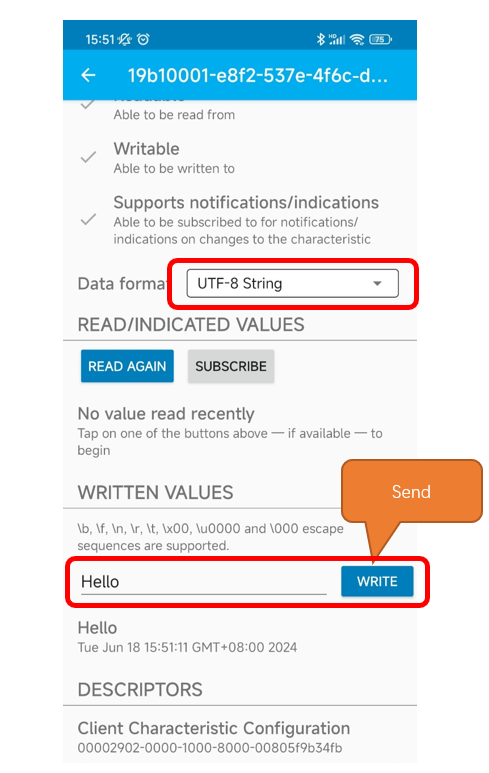 15:51 HD 75
19b10001-e8f2-537e-4f6c-d...
Readable
Able to be read from
Writable
Able to be written to
Supports notifications/indications
Able to be subscribed to for notifications/
indications on changes to the characteristic
Data format UTF-8 String
READ/INDICATED VALUES
READ AGAIN SUBSCRIBE
No value read recently
Tap on one of the buttons above — if available — to
begin
Send
WRITTEN VALUES
\b, \f, \n, \r, \t, \x00, \u0000 and \000 escape
sequences are supported.
Hello WRITE
Hello
Tue Jun 18 15:51:11 GMT+08:00 2024
DESCRIPTORS
Client Characteristic Configuration
00002902-0000-1000-8000-00805f9b34fb